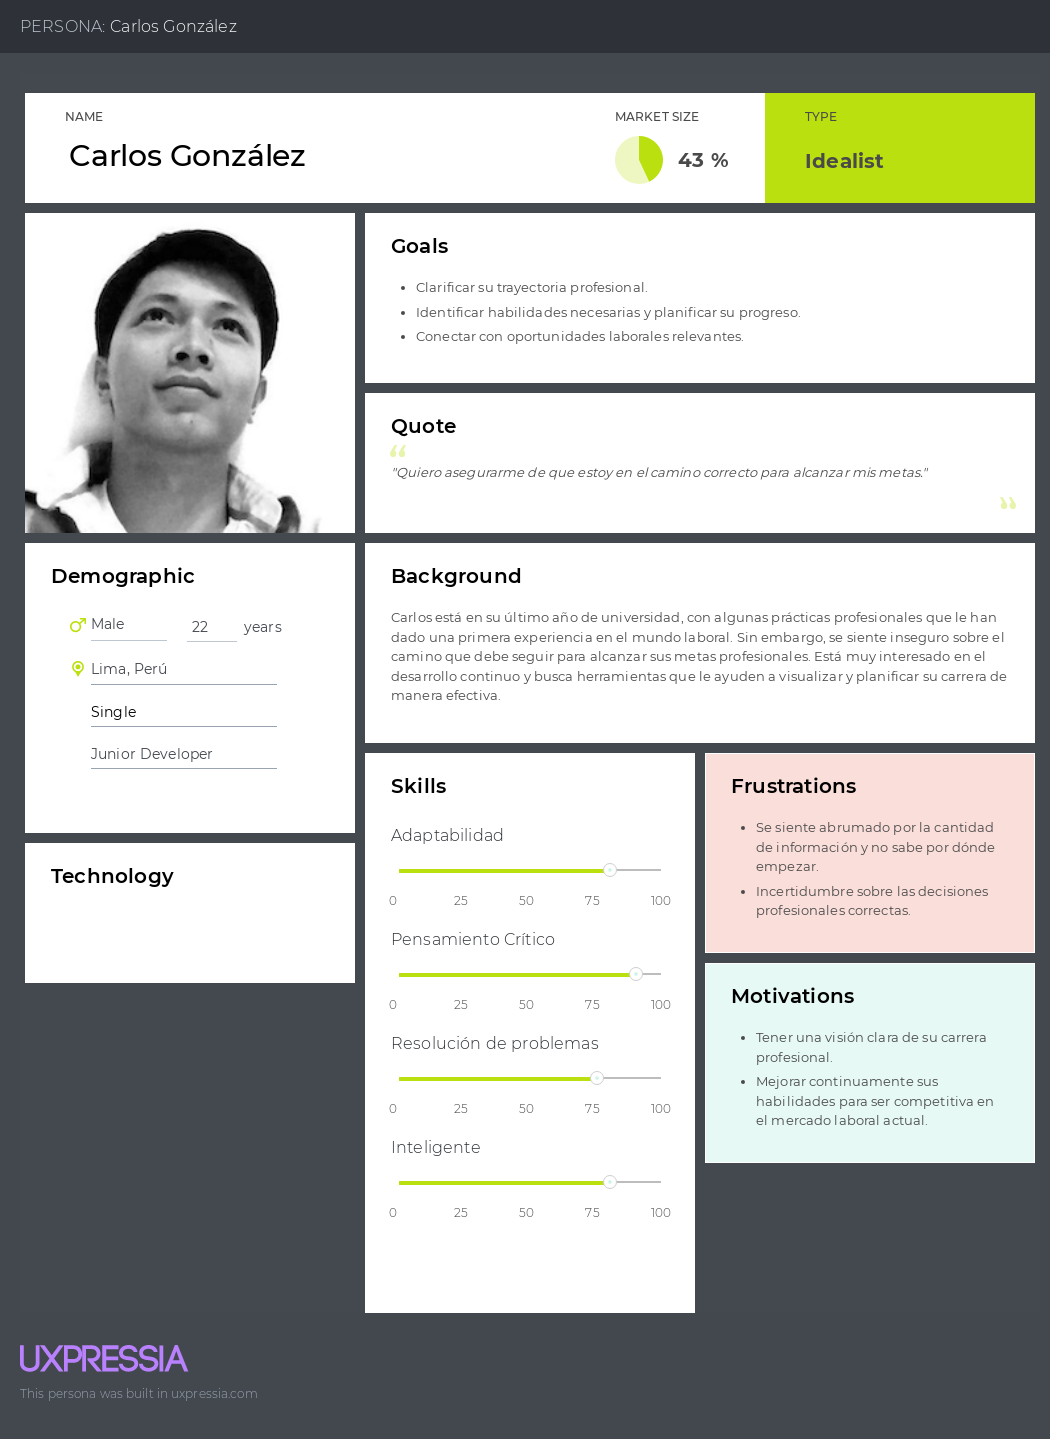 PERSONA: Carlos González
NAME
Carlos González
MARKET SIZE
43 %
TYPE
Idealist
Goals
• Clarificar su trayectoria profesional.
• Identificar habilidades necesarias y planificar su progreso.
• Conectar con oportunidades laborales relevantes.
Quote
“
"Quiero asegurarme de que estoy en el camino correcto para alcanzar mis metas."
”
Demographic
Male 22 years
Lima, Perú
Single
Junior Developer
Background
Carlos está en su último año de universidad, con algunas prácticas profesionales que le han
dado una primera experiencia en el mundo laboral. Sin embargo, se siente inseguro sobre el
camino que debe seguir para alcanzar sus metas profesionales. Está muy interesado en el
desarrollo continuo y busca herramientas que le ayuden a visualizar y planificar su carrera de
manera efectiva.
Technology
Skills
Adaptabilidad
0 25 50 75 100
Pensamiento Crítico
0 25 50 75 100
Resolución de problemas
0 25 50 75 100
Inteligente
0 25 50 75 100
Frustrations
• Se siente abrumado por la cantidad
de información y no sabe por dónde
empezar.
• Incertidumbre sobre las decisiones
profesionales correctas.
Motivations
• Tener una visión clara de su carrera
profesional.
• Mejorar continuamente sus
habilidades para ser competitiva en
el mercado laboral actual.
UXPRESSIA
This persona was built in uxpressia.com